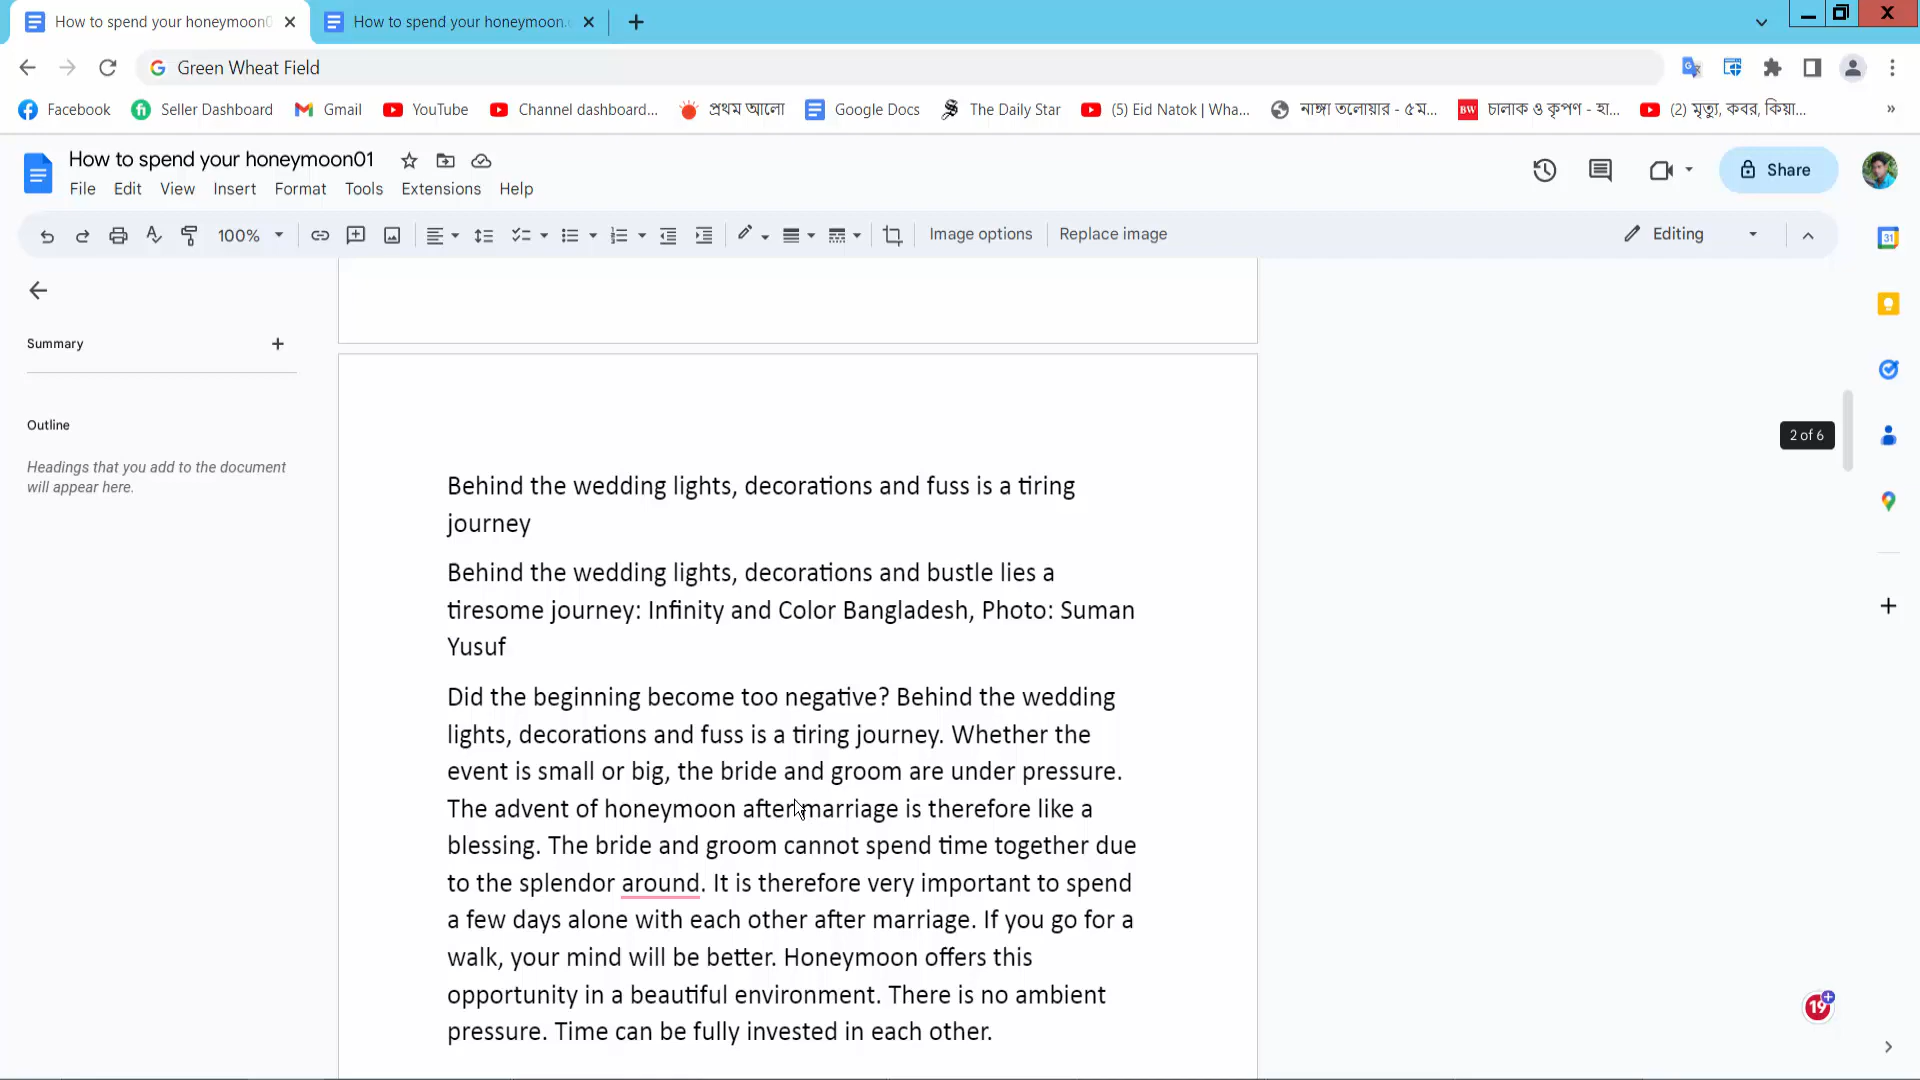 How to spend your honeymoon0
How to spend your honeymoon.
Green Wheat Field
Facebook
Seller Dashboard
Gmail
YouTube
Channel dashboard...
প্রথম আলো
Google Docs
The Daily Star
(5) Eid Natok | Wha...
নাঙ্গা তলোয়ার - ৫ম...
BW
চালাক ও কৃপণ - হা...
(2) মৃত্যু, কবর, কিয়া...
»
How to spend your honeymoon01
Share
File Edit View Insert Format Tools Extensions Help
100%
Image options
Replace image
Editing
31
Summary
Outline
Headings that you add to the document
will appear here.
2 of 6
Behind the wedding lights, decorations and fuss is a tiring
journey
Behind the wedding lights, decorations and bustle lies a
tiresome journey: Infinity and Color Bangladesh, Photo: Suman
Yusuf
Did the beginning become too negative? Behind the wedding
lights, decorations and fuss is a tiring journey. Whether the
event is small or big, the bride and groom are under pressure.
The advent of honeymoon after marriage is therefore like a
blessing. The bride and groom cannot spend time together due
to the splendor around. It is therefore very important to spend
a few days alone with each other after marriage. If you go for a
walk, your mind will be better. Honeymoon offers this
opportunity in a beautiful environment. There is no ambient
pressure. Time can be fully invested in each other.
19